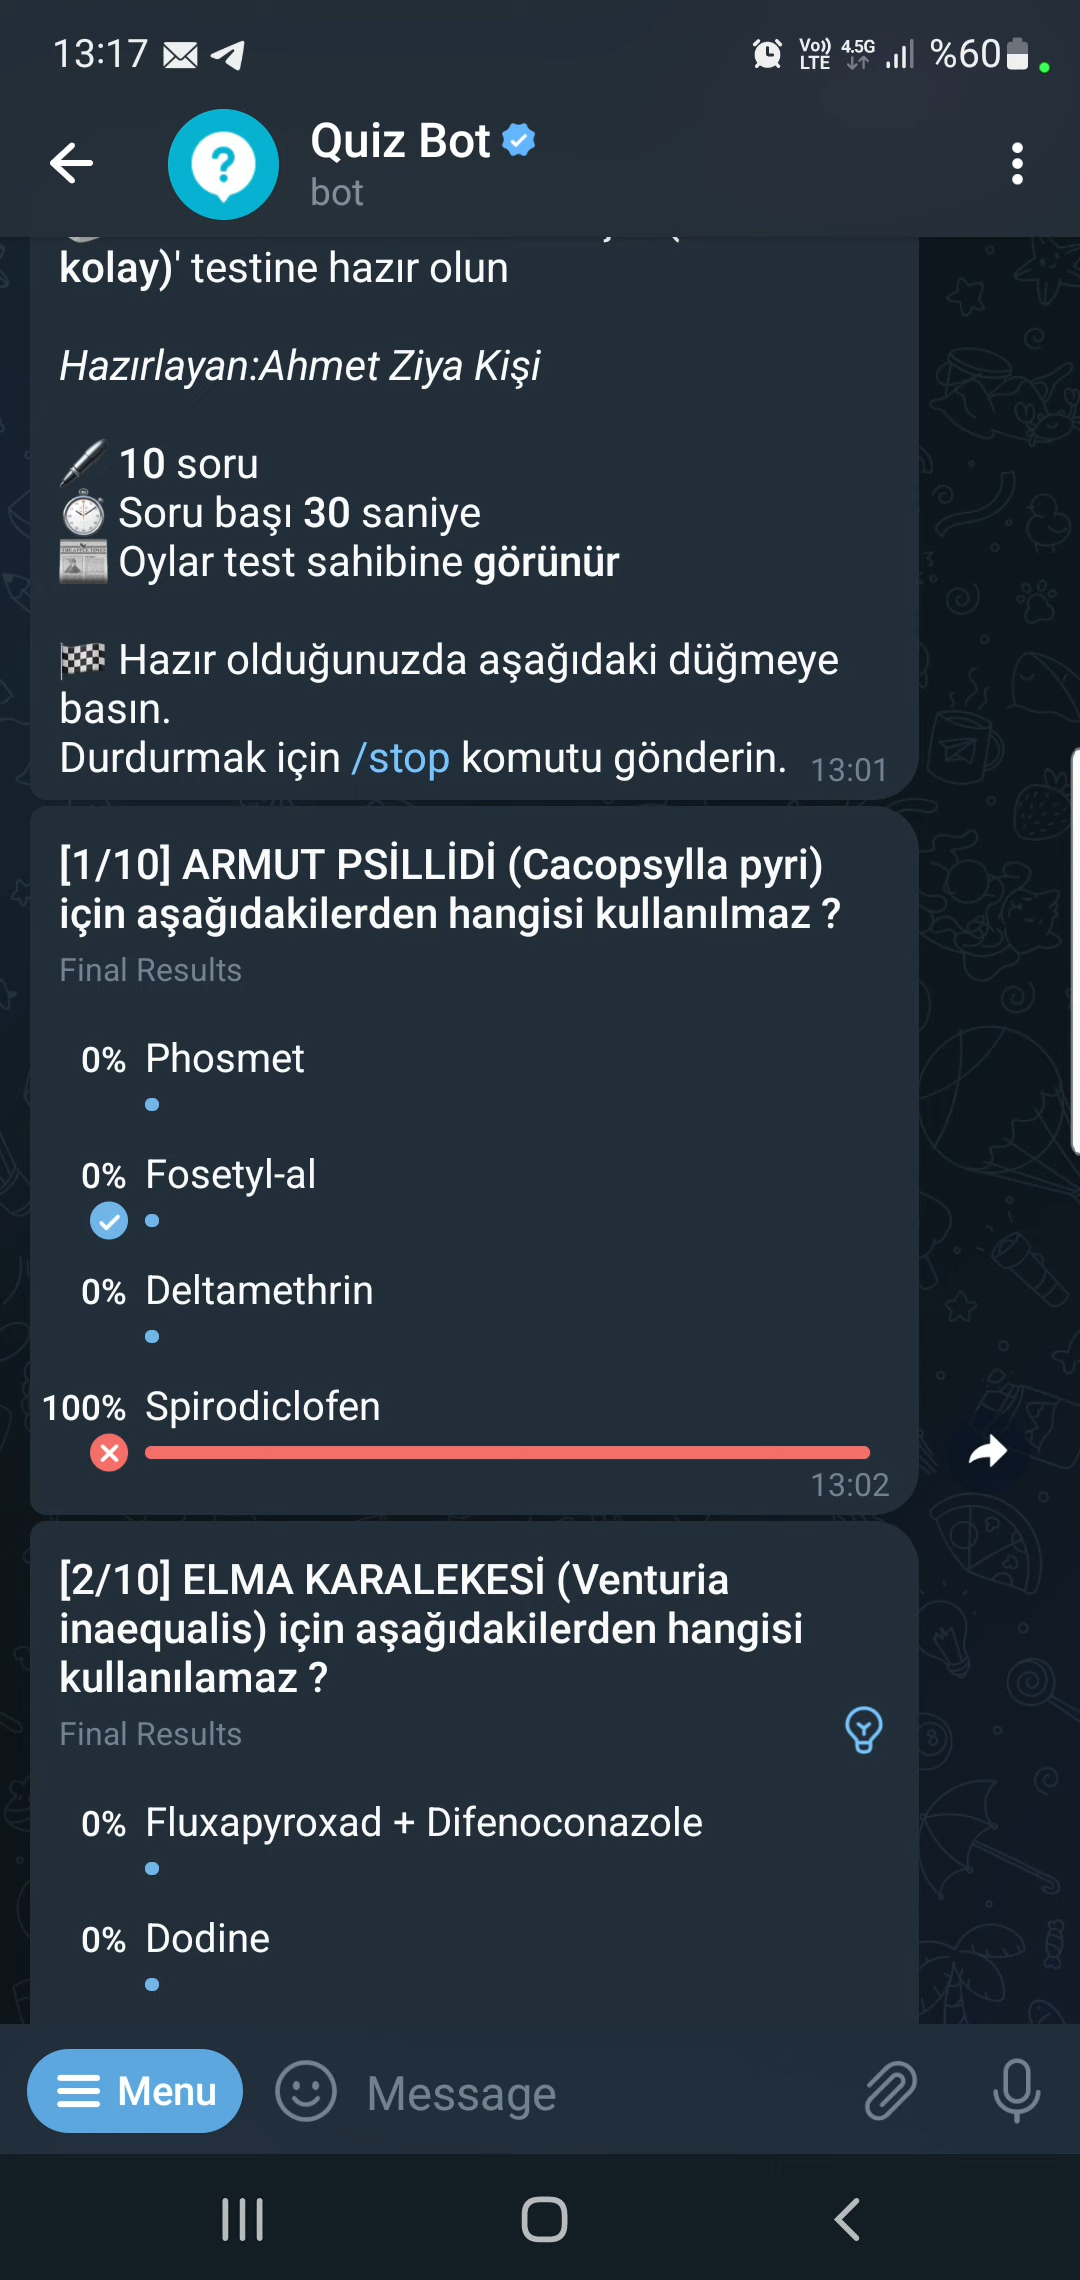 13:17
Vo)) LTE 4.5G %60
Quiz Bot
bot
kolay)' testine hazır olun
Hazırlayan:Ahmet Ziya Kişi
10 soru
Soru başı 30 saniye
Oylar test sahibine görünür
Hazır olduğunuzda aşağıdaki düğmeye
basın.
Durdurmak için /stop komutu gönderin.
13:01
[1/10] ARMUT PSİLLİDİ (Cacopsylla pyri)
için aşağıdakilerden hangisi kullanılmaz ?
Final Results
0% Phosmet
0% Fosetyl-al
0% Deltamethrin
100% Spirodiclofen
13:02
[2/10] ELMA KARALEKESİ (Venturia
inaequalis) için aşağıdakilerden hangisi
kullanılamaz ?
Final Results
0% Fluxapyroxad + Difenoconazole
0% Dodine
Menu
Message